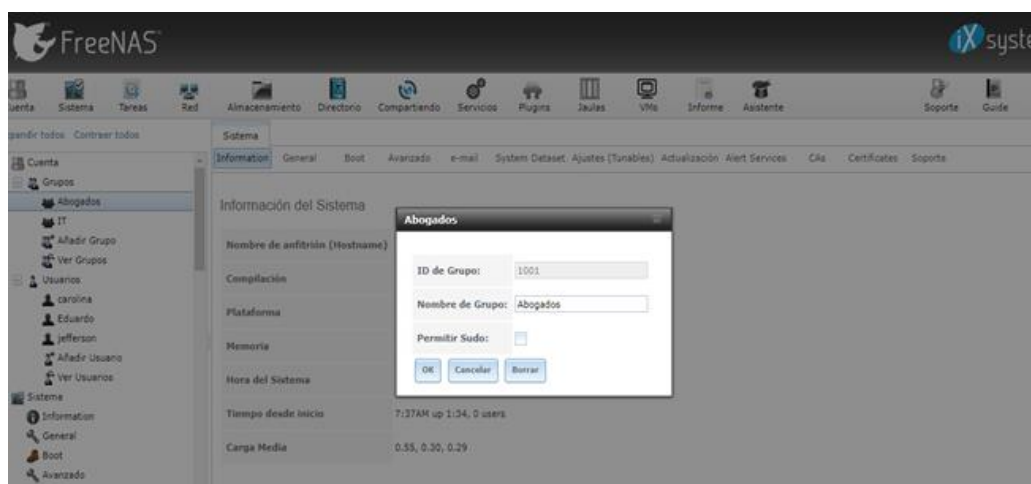 FreeNAS
iX syste
uenta Sistema Tareas Red Almacenamiento Directorio Compartiendo Servicios Plugins Jaulas VMs Informe Asistente Soporte Guide
pandir todos Contraer todos
Sistema
Information General Boot Avanzado e-mail System Dataset Ajustes (Tunables) Actualización Alert Services CAs Certificates Soporte
Cuenta
Grupos
Abogados
IT
Añadir Grupo
Ver Grupos
Usuarios
carolina
Eduardo
jefferson
Añadir Usuario
Ver Usuarios
Sistema
Information
General
Boot
Avanzado
Información del Sistema
Nombre de anfitrión (Hostname)
Compilación
Plataforma
Memoria
Hora del Sistema
Tiempo desde inicio 7:37AM up 1:34, 0 users
Carga Media 0.55, 0.30, 0.29
Abogados
ID de Grupo: 1001
Nombre de Grupo: Abogados
Permitir Sudo:
OK Cancelar Borrar